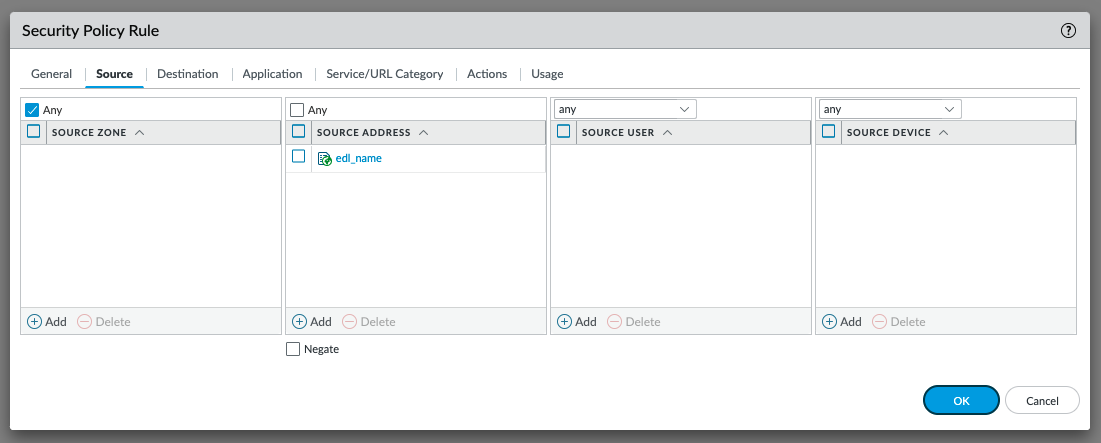 Security Policy Rule
General Source Destination Application Service/URL Category Actions Usage
Any Any any any
SOURCE ZONE SOURCE ADDRESS SOURCE USER SOURCE DEVICE
edl_name
Add Delete Add Delete Add Delete Add Delete
Negate
OK Cancel